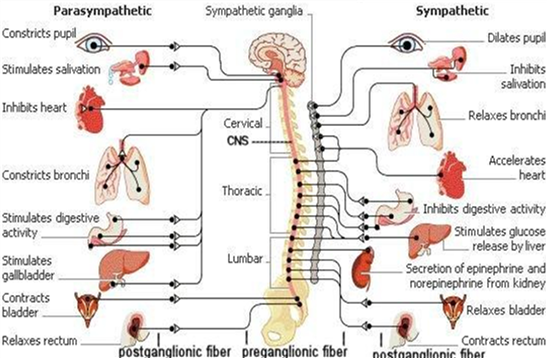 Parasympathetic
Sympathetic ganglia
Sympathetic
Constricts pupil
Stimulates salivation
Inhibits heart
Constricts bronchi
Stimulates digestive
activity
Stimulates
gallbladder
Contracts
bladder
Relaxes rectum
Cervical
CNS
Thoracic
Lumbar
Dilates pupil
Inhibits
salivation
Relaxes bronchi
Accelerates
heart
Inhibits digestive activity
Stimulates glucose
release by liver
Secretion of epinephrine and
norepinephrine from kidney
Relaxes bladder
Contracts rectum
postganglionic fiber
preganglionic fiber
postganglionic fiber